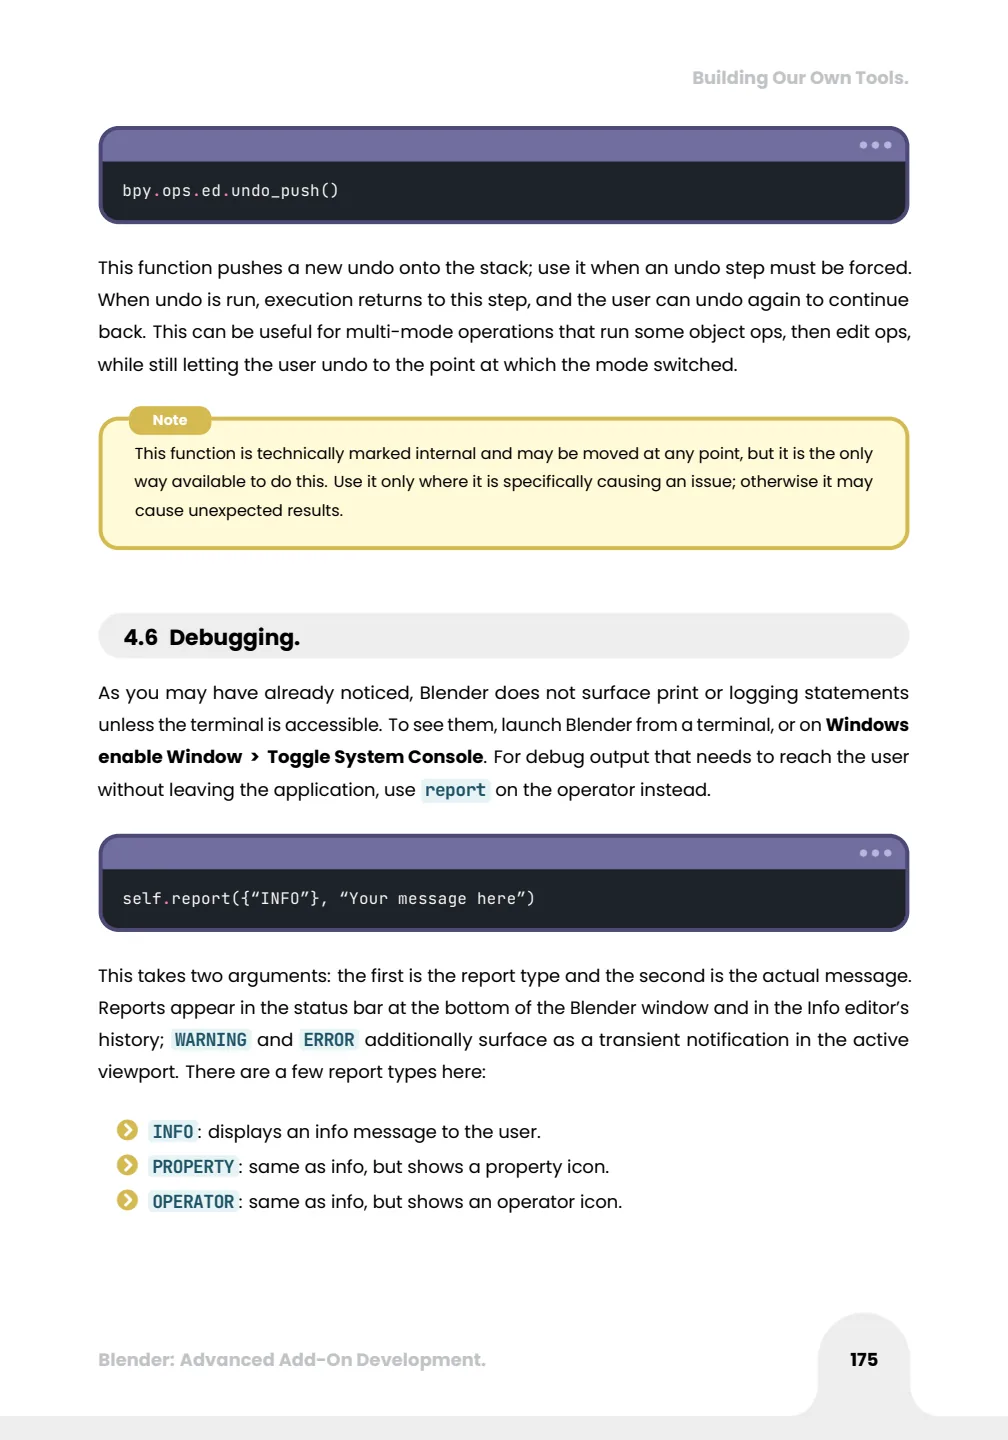 Building Our Own Tools.
bpy.ops.ed.undo_push()
This function pushes a new undo onto the stack; use it when an undo step must be forced.
When undo is run, execution returns to this step, and the user can undo again to continue
back. This can be useful for multi-mode operations that run some object ops, then edit ops,
while still letting the user undo to the point at which the mode switched.
Note
This function is technically marked internal and may be moved at any point, but it is the only
way available to do this. Use it only where it is specifically causing an issue; otherwise it may
cause unexpected results.
4.6 Debugging.
As you may have already noticed, Blender does not surface print or logging statements
unless the terminal is accessible. To see them, launch Blender from a terminal, or on Windows
enable Window > Toggle System Console. For debug output that needs to reach the user
without leaving the application, use report on the operator instead.
self.report({“INFO”}, “Your message here”)
This takes two arguments: the first is the report type and the second is the actual message.
Reports appear in the status bar at the bottom of the Blender window and in the Info editor’s
history; WARNING and ERROR additionally surface as a transient notification in the active
viewport. There are a few report types here:
INFO: displays an info message to the user.
PROPERTY: same as info, but shows a property icon.
OPERATOR: same as info, but shows an operator icon.
Blender: Advanced Add-On Development.
175